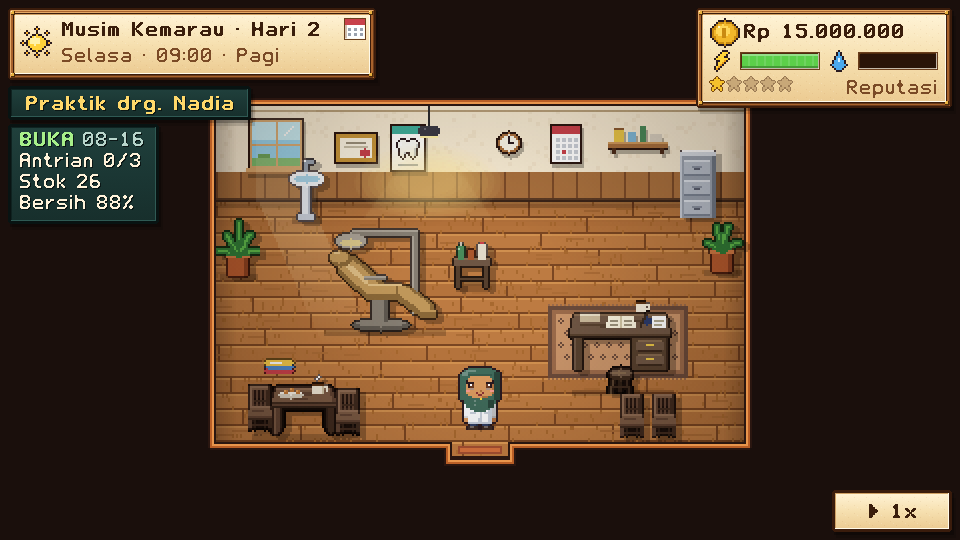 Musim Kemarau · Hari 2
Selasa · 09:00 · Pagi
Rp 15.000.000
Reputasi
Praktik drg. Nadia
BUKA 08-16
Antrian 0/3
Stok 26
Bersih 88%
1x